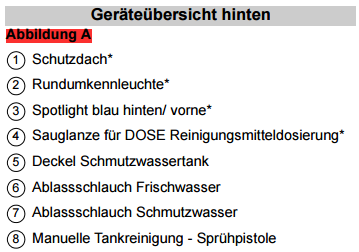 Geräteübersicht hinten
Abbildung A
1 Schutzdach*
2 Rundumkennleuchte*
3 Spotlight blau hinten/ vorne*
4 Sauglanze für DOSE Reinigungsmitteldosierung*
5 Deckel Schmutzwassertank
6 Ablassschlauch Frischwasser
7 Ablassschlauch Schmutzwasser
8 Manuelle Tankreinigung - Sprühpistole